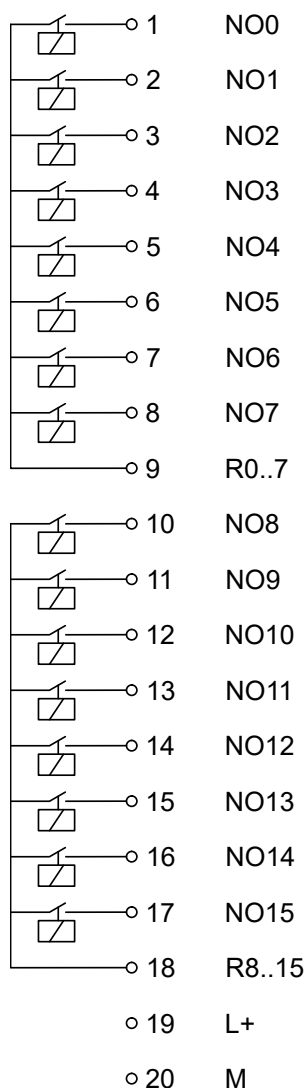 1 NO0
2 NO1
3 NO2
4 NO3
5 NO4
6 NO5
7 NO6
8 NO7
9 R0..7
10 NO8
11 NO9
12 NO10
13 NO11
14 NO12
15 NO13
16 NO14
17 NO15
18 R8..15
19 L+
20 M